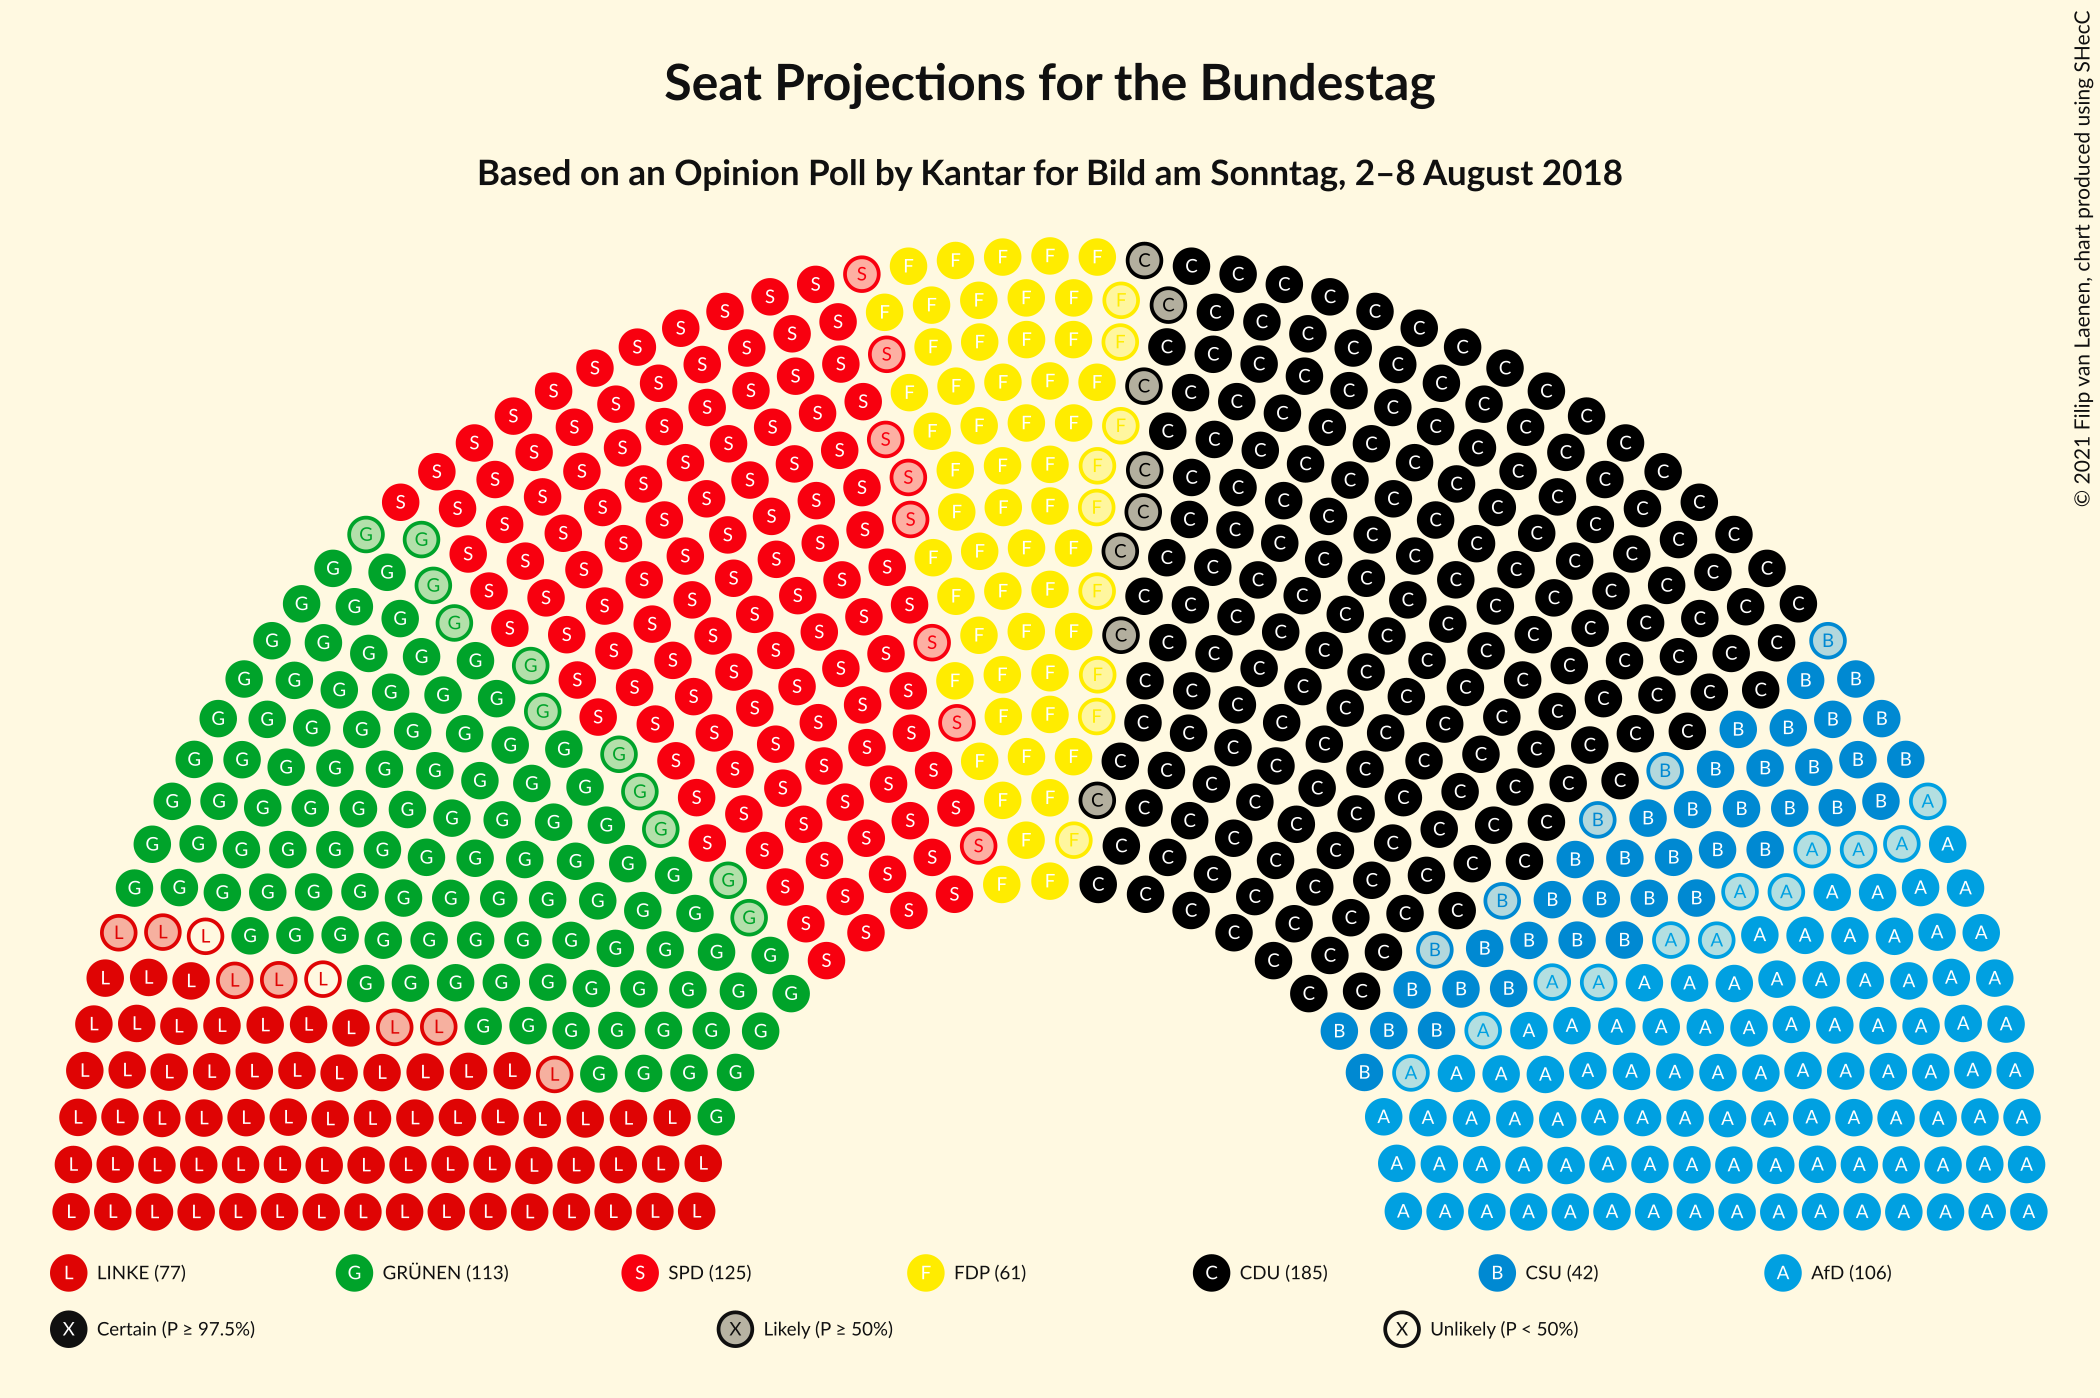 Seat Projections for the Bundestag
Based on an Opinion Poll by Kantar for Bild am Sonntag, 2–8 August 2018
© 2021 Filip van Laenen, chart produced using SHecC
L LINKE (77) G GRÜNEN (113) S SPD (125) F FDP (61) C CDU (185) B CSU (42) A AfD (106)
X Certain (P ≥ 97.5%) X Likely (P ≥ 50%) X Unlikely (P < 50%)